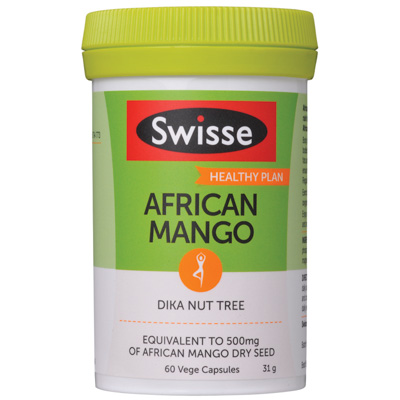 Swisse
HEALTHY PLAN
AFRICAN
MANGO
DIKA NUT TREE
EQUIVALENT TO 500mg
OF AFRICAN MANGO DRY SEED
60 Vege Capsules 31 g